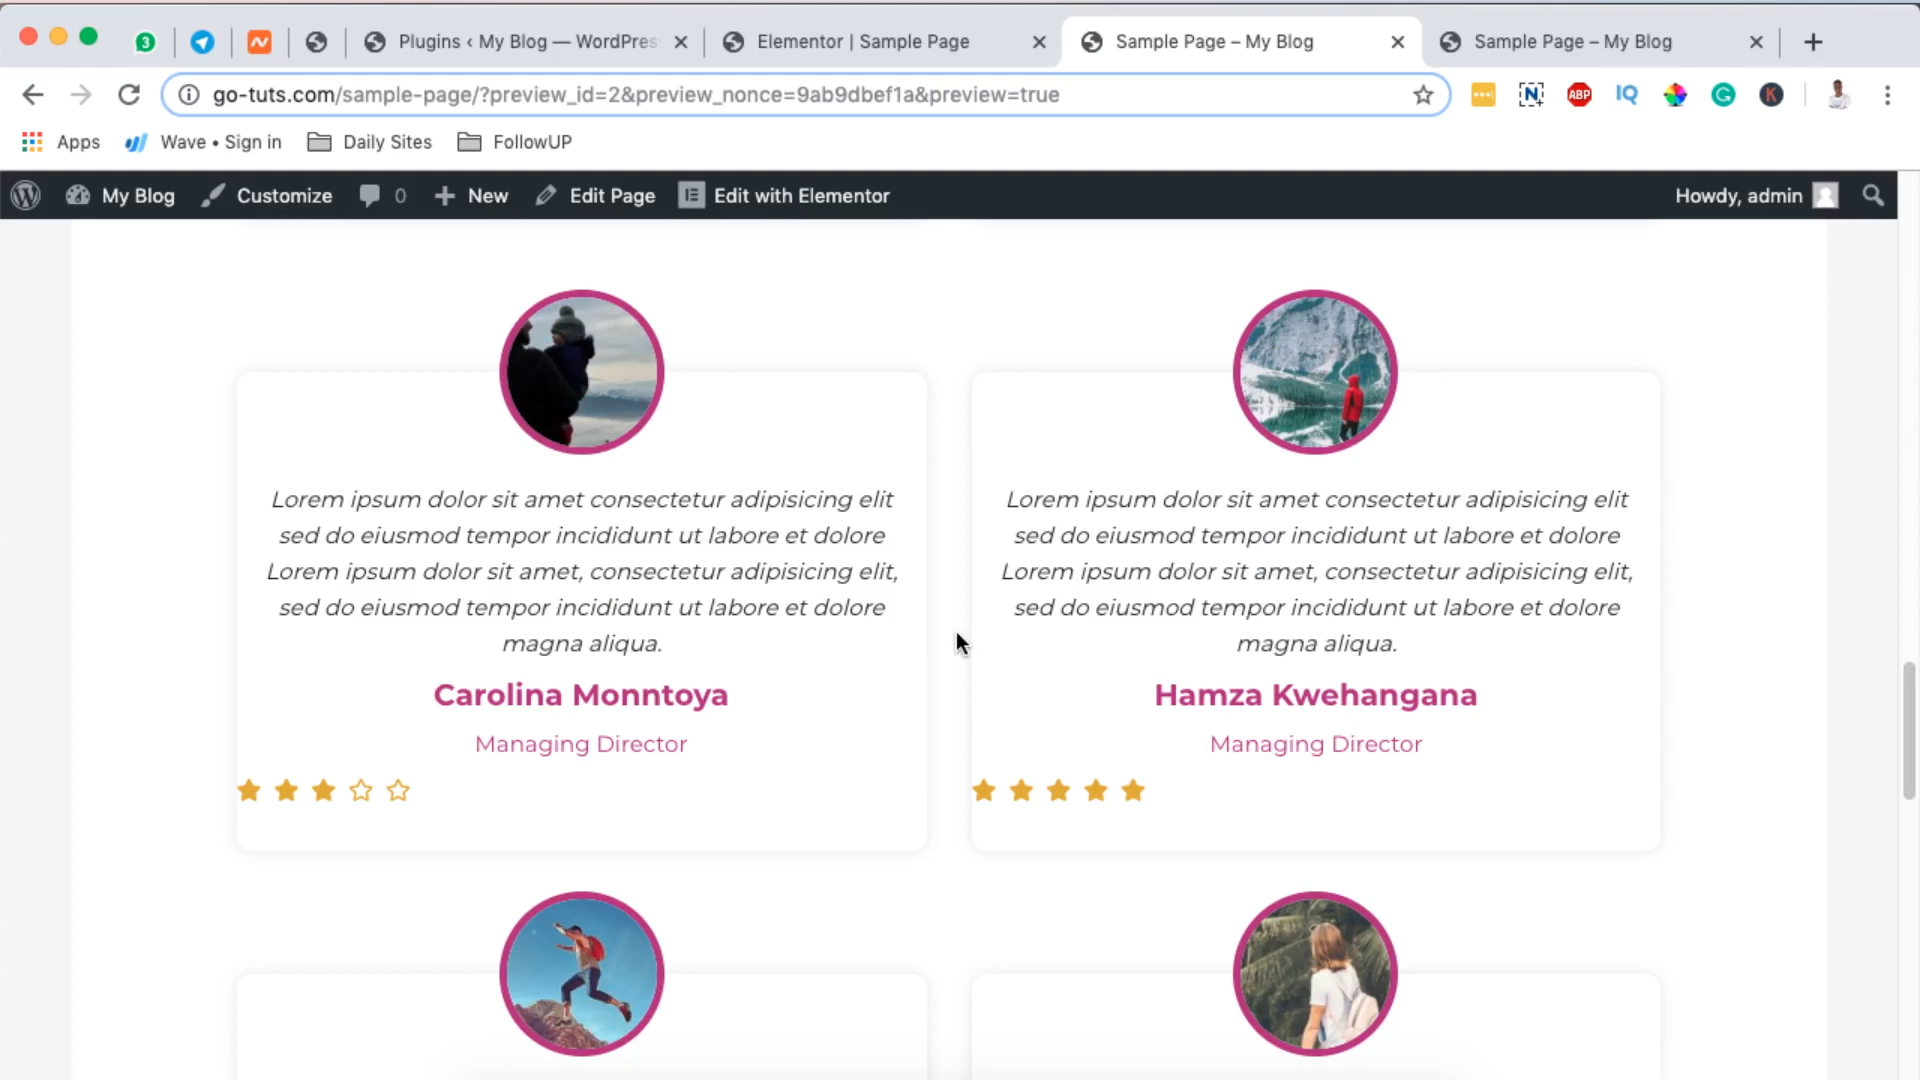 3
Plugins ‹ My Blog — WordPres
Elementor | Sample Page
Sample Page – My Blog
Sample Page – My Blog
go-tuts.com/sample-page/?preview_id=2&preview_nonce=9ab9dbef1a&preview=true
ABP
IQ
Apps
Wave • Sign in
Daily Sites
FollowUP
My Blog
Customize
0
New
Edit Page
Edit with Elementor
Howdy, admin
Lorem ipsum dolor sit amet consectetur adipisicing elit
sed do eiusmod tempor incididunt ut labore et dolore
Lorem ipsum dolor sit amet, consectetur adipisicing elit,
sed do eiusmod tempor incididunt ut labore et dolore
magna aliqua.
Carolina Monntoya
Managing Director
Lorem ipsum dolor sit amet consectetur adipisicing elit
sed do eiusmod tempor incididunt ut labore et dolore
Lorem ipsum dolor sit amet, consectetur adipisicing elit,
sed do eiusmod tempor incididunt ut labore et dolore
magna aliqua.
Hamza Kwehangana
Managing Director